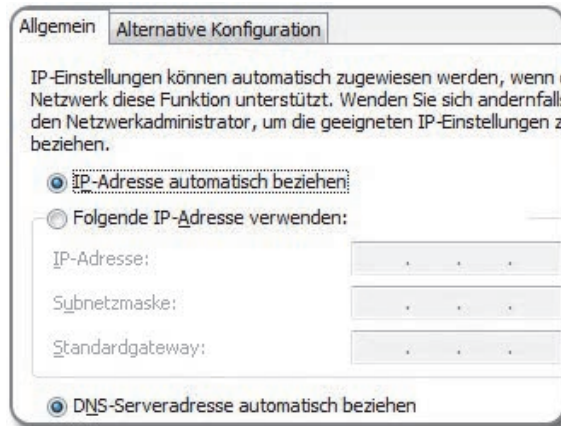 Allgemein Alternative Konfiguration
IP-Einstellungen können automatisch zugewiesen werden, wenn
Netzwerk diese Funktion unterstützt. Wenden Sie sich andernfall
den Netzwerkadministrator, um die geeigneten IP-Einstellungen z
beziehen.
IP-Adresse automatisch beziehen
Folgende IP-Adresse verwenden:
IP-Adresse: . . .
Subnetzmaske: . . .
Standardgateway: . . .
DNS-Serveradresse automatisch beziehen